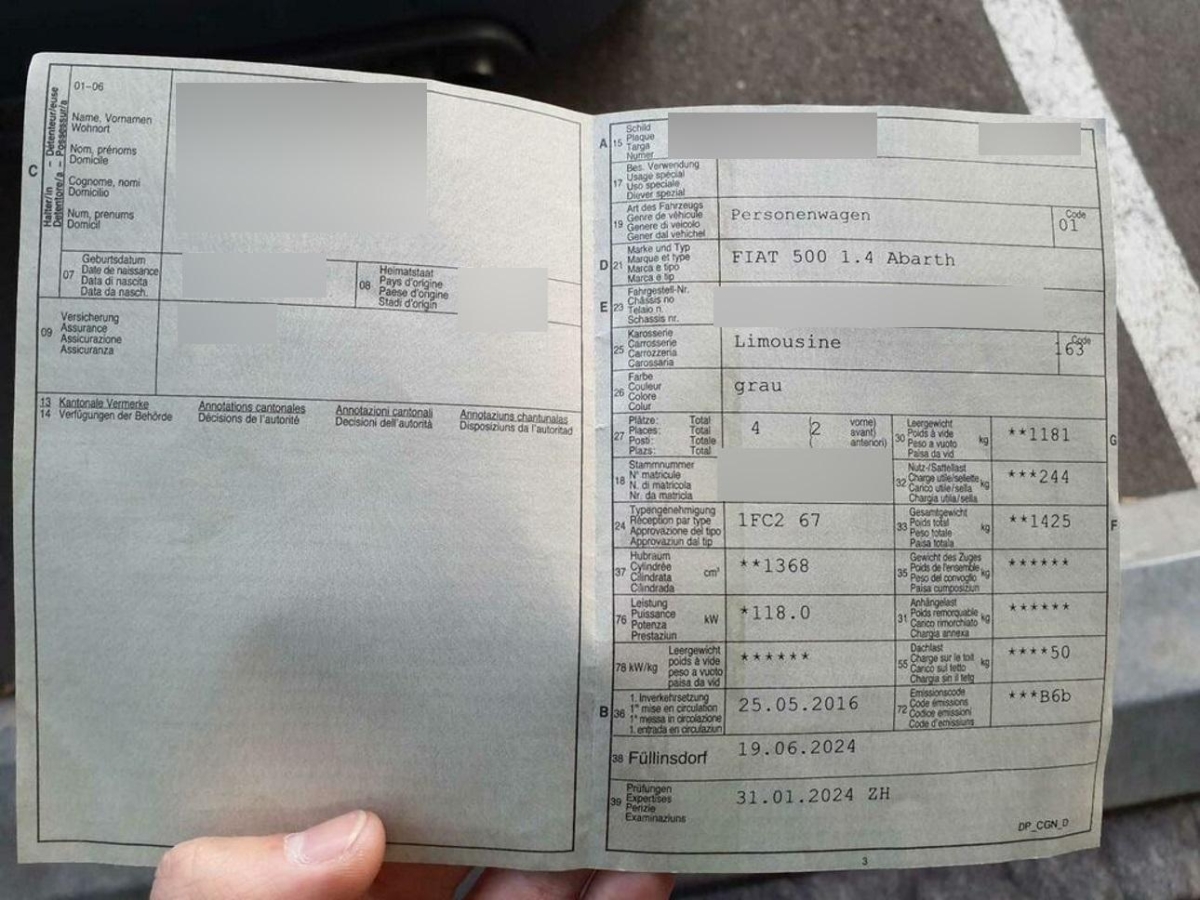 C
Halter/in – Détenteur/euse
Detentore/a – Possessur/a
01-06
Name, Vornamen
Wohnort
Nom, prénoms
Domicile
Cognome, nomi
Domicilio
Num, prenums
Domicil
07
Geburtsdatum
Date de naissance
Data di nascita
Data da nasch.
08
Heimatstaat
Pays d'origine
Paese d'origine
Stadi d'origin
09
Versicherung
Assurance
Assicurazione
Assicuranza
13 Kantonale Vermerke Annotations cantonales Annotazioni cantonali Annotaziuns chantunalas
14 Verfügungen der Behörde Décisions de l'autorité Decisioni dell'autorità Disposiziuns da l'autoritad
A 15
Schild
Plaque
Targa
Numer
17
Bes. Verwendung
Usage spécial
Uso speciale
Diever spezial
19
Art des Fahrzeugs
Genre de véhicule
Genere di veicolo
Gener dal vehichel
Personenwagen
Code
01
D 21
Marke und Typ
Marque et type
Marca e tipo
Marca e tip
FIAT 500 1.4 Abarth
E 23
Fahrgestell-Nr.
Châssis no
Telaio n.
Schassis nr.
25
Karosserie
Carrosserie
Carrozzeria
Carossaria
Limousine
Code
163
26
Farbe
Couleur
Colore
Colur
grau
27
Plätze: Total
Places: Total
Posti: Totale
Plazs: Total
4 (2
vorne)
avant)
anteriori)
30
Leergewicht
Poids à vide
Peso a vuoto
Paisa da vid
kg
**1181
G
18
Stammnummer
N° matricule
N. di matricola
Nr. da matricla
32
Nutz-/Sattellast
Charge utile/sellette
Carico utile/sella
Chargia utila/sella
kg
***244
24
Typengenehmigung
Réception par type
Approvazione del tipo
Approvaziun dal tip
1FC2 67
33
Gesamtgewicht
Poids total
Peso totale
Paisa totala
kg
**1425
F
37
Hubraum
Cylindrée
Cilindrata
Cilindrada
cm³
**1368
35
Gewicht des Zuges
Poids de l'ensemble
Peso del convoglio
Paisa cumposiziun
kg
******
76
Leistung
Puissance
Potenza
Prestaziun
kW
*118.0
31
Anhängelast
Poids remorquable
Carico rimorchiato
Chargia annexa
kg
******
78 kW/kg
Leergewicht
poids à vide
peso a vuoto
paisa da vid
******
55
Dachlast
Charge sur le toit
Carico sul tetto
Chargia sin il tetg
kg
****50
B 36
1. Inverkehrsetzung
1re mise en circulation
1a messa in circolazione
1. entrada en circulaziun
25.05.2016
72
Emissionscode
Code émissions
Codice emissioni
Code d'emissiuns
***B6b
38 Füllinsdorf
19.06.2024
39
Prüfungen
Expertises
Perizie
Examinaziuns
31.01.2024 ZH
DP_CGN_D
3